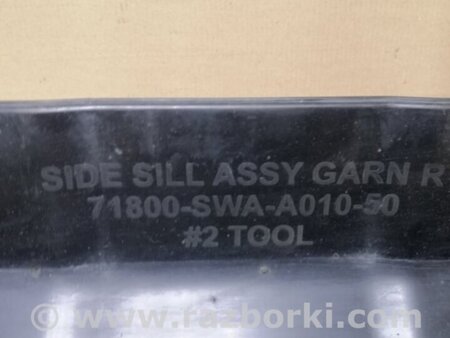 SIDE SILL ASSY GARN R
71800-SWA-A010-50
#2 TOOL
www.razborki.com